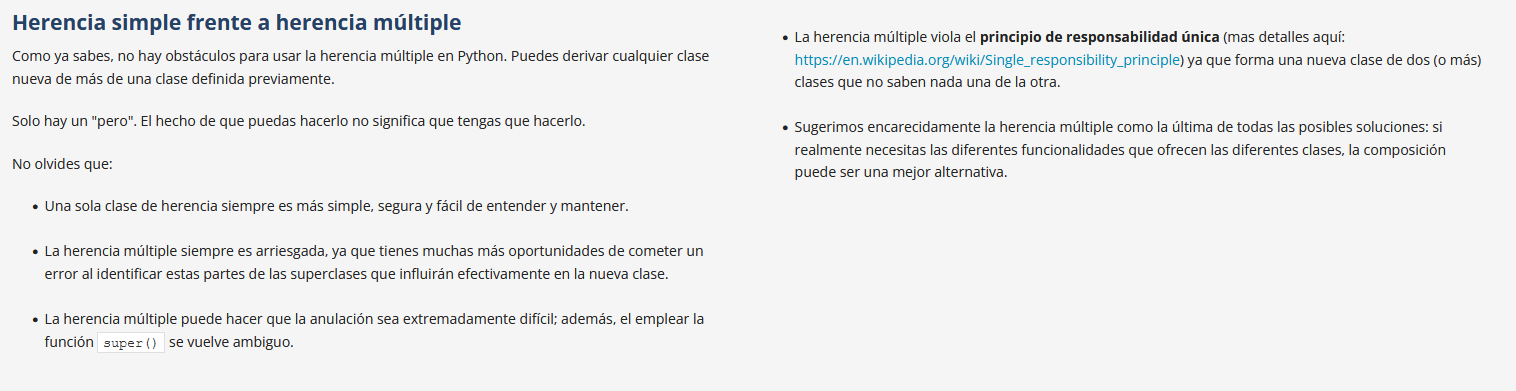 Herencia simple frente a herencia múltiple
Como ya sabes, no hay obstáculos para usar la herencia múltiple en Python. Puedes derivar cualquier clase
nueva de más de una clase definida previamente.
Solo hay un "pero". El hecho de que puedas hacerlo no significa que tengas que hacerlo.
No olvides que:
• Una sola clase de herencia siempre es más simple, segura y fácil de entender y mantener.
• La herencia múltiple siempre es arriesgada, ya que tienes muchas más oportunidades de cometer un
error al identificar estas partes de las superclases que influirán efectivamente en la nueva clase.
• La herencia múltiple puede hacer que la anulación sea extremadamente difícil; además, el emplear la
función super() se vuelve ambiguo.
• La herencia múltiple viola el principio de responsabilidad única (mas detalles aquí:
https://en.wikipedia.org/wiki/Single_responsibility_principle) ya que forma una nueva clase de dos (o más)
clases que no saben nada una de la otra.
• Sugerimos encarecidamente la herencia múltiple como la última de todas las posibles soluciones: si
realmente necesitas las diferentes funcionalidades que ofrecen las diferentes clases, la composición
puede ser una mejor alternativa.